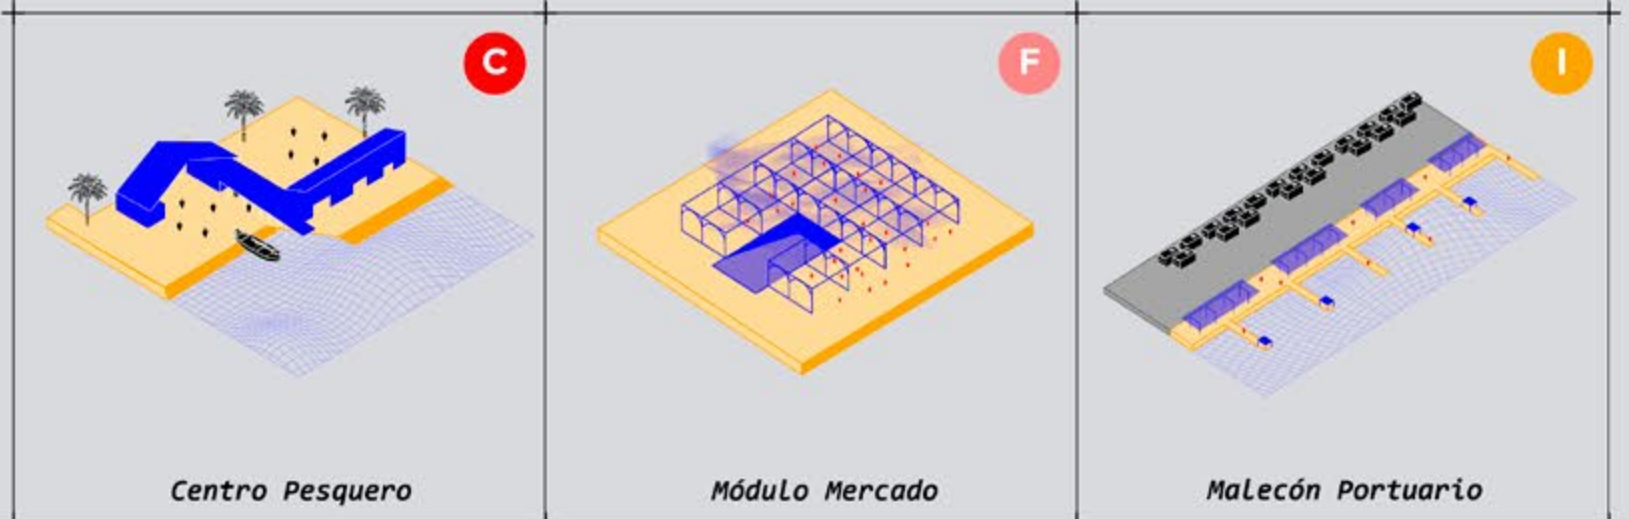 C
F
I
Centro Pesquero
Módulo Mercado
Malecón Portuario